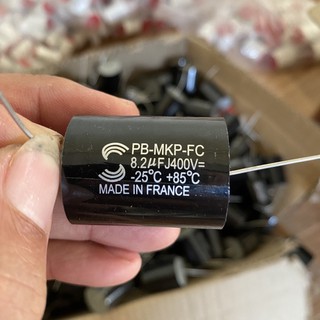 PB-MKP-FC
8.2µFJ400V=
-25°C +85°C
MADE IN FRANCE